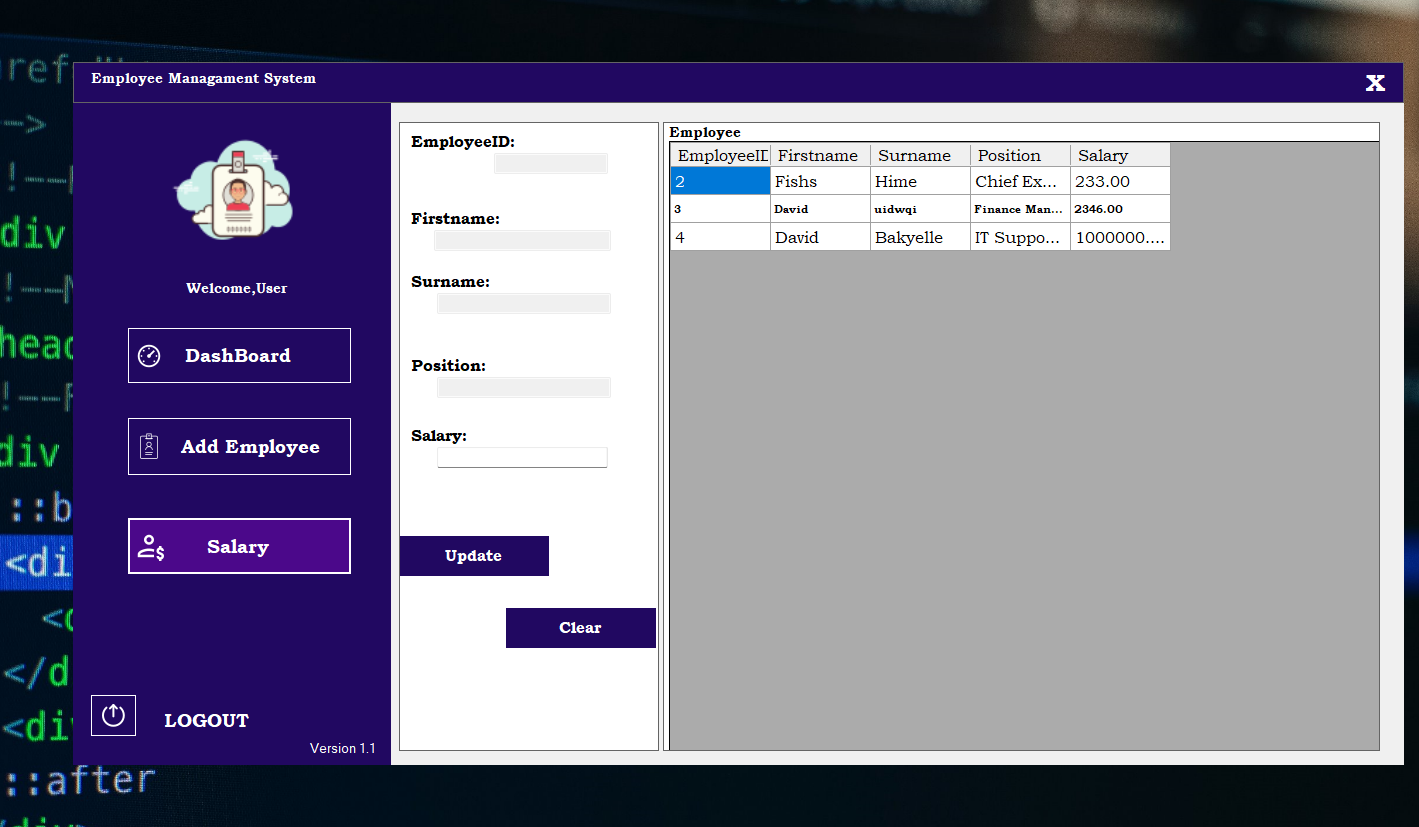 Employee Managament System
X
Welcome,User
DashBoard
Add Employee
Salary
LOGOUT
Version 1.1
EmployeeID:
Firstname:
Surname:
Position:
Salary:
Update
Clear
Employee
EmployeeID Firstname Surname Position Salary
2 Fishs Hime Chief Ex... 233.00
3 David uidwqi Finance Man... 2346.00
4 David Bakyelle IT Suppo... 1000000....
-->
!--
div
!--
head
!--
div
::b
<di
</d
<div
::after
</div>